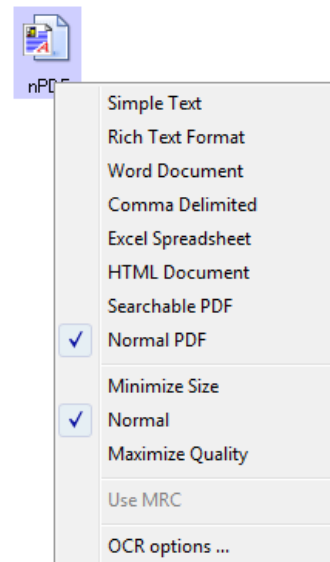 nPDF
Simple Text
Rich Text Format
Word Document
Comma Delimited
Excel Spreadsheet
HTML Document
Searchable PDF
Normal PDF
Minimize Size
Normal
Maximize Quality
Use MRC
OCR options ...